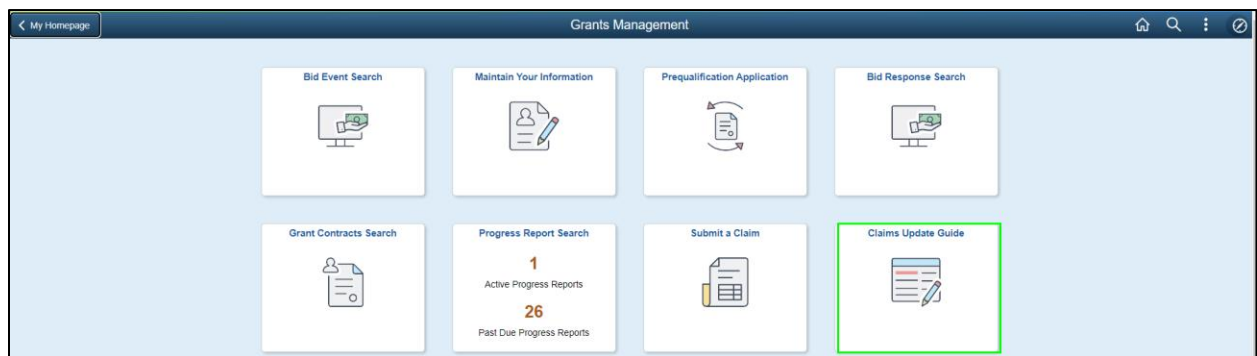 My Homepage
Grants Management
Bid Event Search
Maintain Your Information
Prequalification Application
Bid Response Search
Grant Contracts Search
Progress Report Search
1
Active Progress Reports
26
Past Due Progress Reports
Submit a Claim
Claims Update Guide